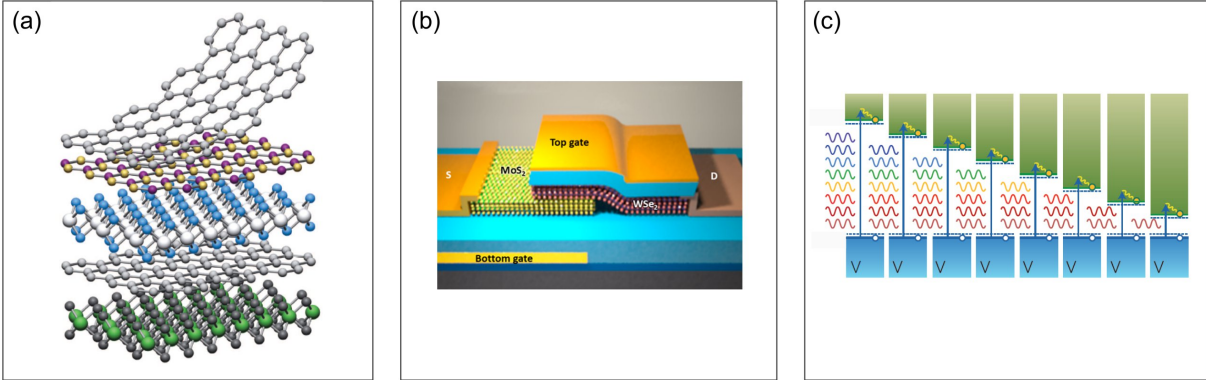 (a)
(b)
(c)
Top gate
MoS₂
S
D
WSe₂
Bottom gate
V
V
V
V
V
V
V
V